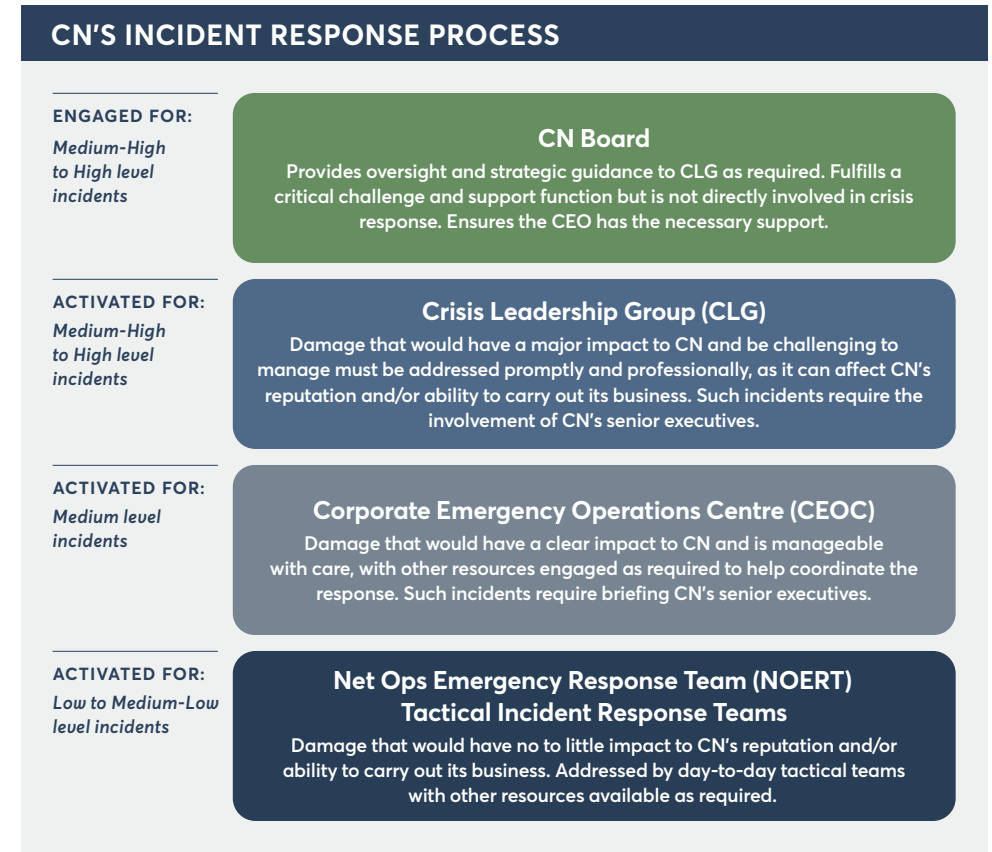 CN'S INCIDENT RESPONSE PROCESS
ENGAGED FOR:
Medium-High
to High level
incidents
CN Board
Provides oversight and strategic guidance to CLG as required. Fulfills a
critical challenge and support function but is not directly involved in crisis
response. Ensures the CEO has the necessary support.
ACTIVATED FOR:
Medium-High
to High level
incidents
Crisis Leadership Group (CLG)
Damage that would have a major impact to CN and be challenging to
manage must be addressed promptly and professionally, as it can affect CN's
reputation and/or ability to carry out its business. Such incidents require the
involvement of CN's senior executives.
ACTIVATED FOR:
Medium level
incidents
Corporate Emergency Operations Centre (CEOC)
Damage that would have a clear impact to CN and is manageable
with care, with other resources engaged as required to help coordinate the
response. Such incidents require briefing CN's senior executives.
ACTIVATED FOR:
Low to Medium-Low
level incidents
Net Ops Emergency Response Team (NOERT)
Tactical Incident Response Teams
Damage that would have no to little impact to CN's reputation and/or
ability to carry out its business. Addressed by day-to-day tactical teams
with other resources available as required.